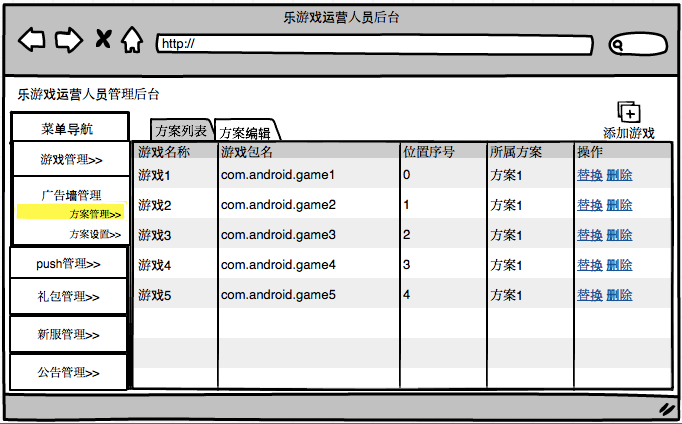 乐游戏运营人员后台
http://
乐游戏运营人员管理后台
添加游戏
菜单导航
游戏管理>>
广告墙管理
方案管理>>
方案设置>>
push管理>>
礼包管理>>
新服管理>>
公告管理>>
方案列表 方案编辑
游戏名称 游戏包名 位置序号 所属方案 操作
游戏1 com.android.game1 0 方案1 替换 删除
游戏2 com.android.game2 1 方案1 替换 删除
游戏3 com.android.game3 2 方案1 替换 删除
游戏4 com.android.game4 3 方案1 替换 删除
游戏5 com.android.game5 4 方案1 替换 删除